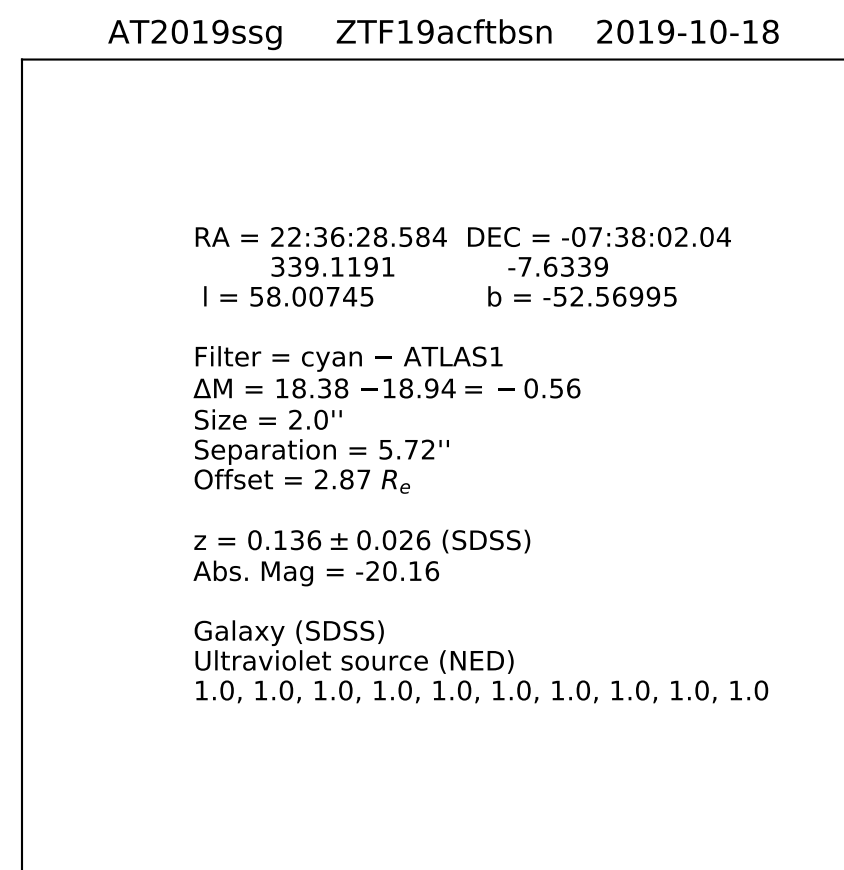 AT2019ssg ZTF19acftbsn 2019-10-18
RA = 22:36:28.584 DEC = -07:38:02.04
339.1191 -7.6339
l = 58.00745 b = -52.56995
Filter = cyan − ATLAS1
ΔM = 18.38 −18.94 = − 0.56
Size = 2.0''
Separation = 5.72''
Offset = 2.87 Rₑ
z = 0.136 ± 0.026 (SDSS)
Abs. Mag = -20.16
Galaxy (SDSS)
Ultraviolet source (NED)
1.0, 1.0, 1.0, 1.0, 1.0, 1.0, 1.0, 1.0, 1.0, 1.0